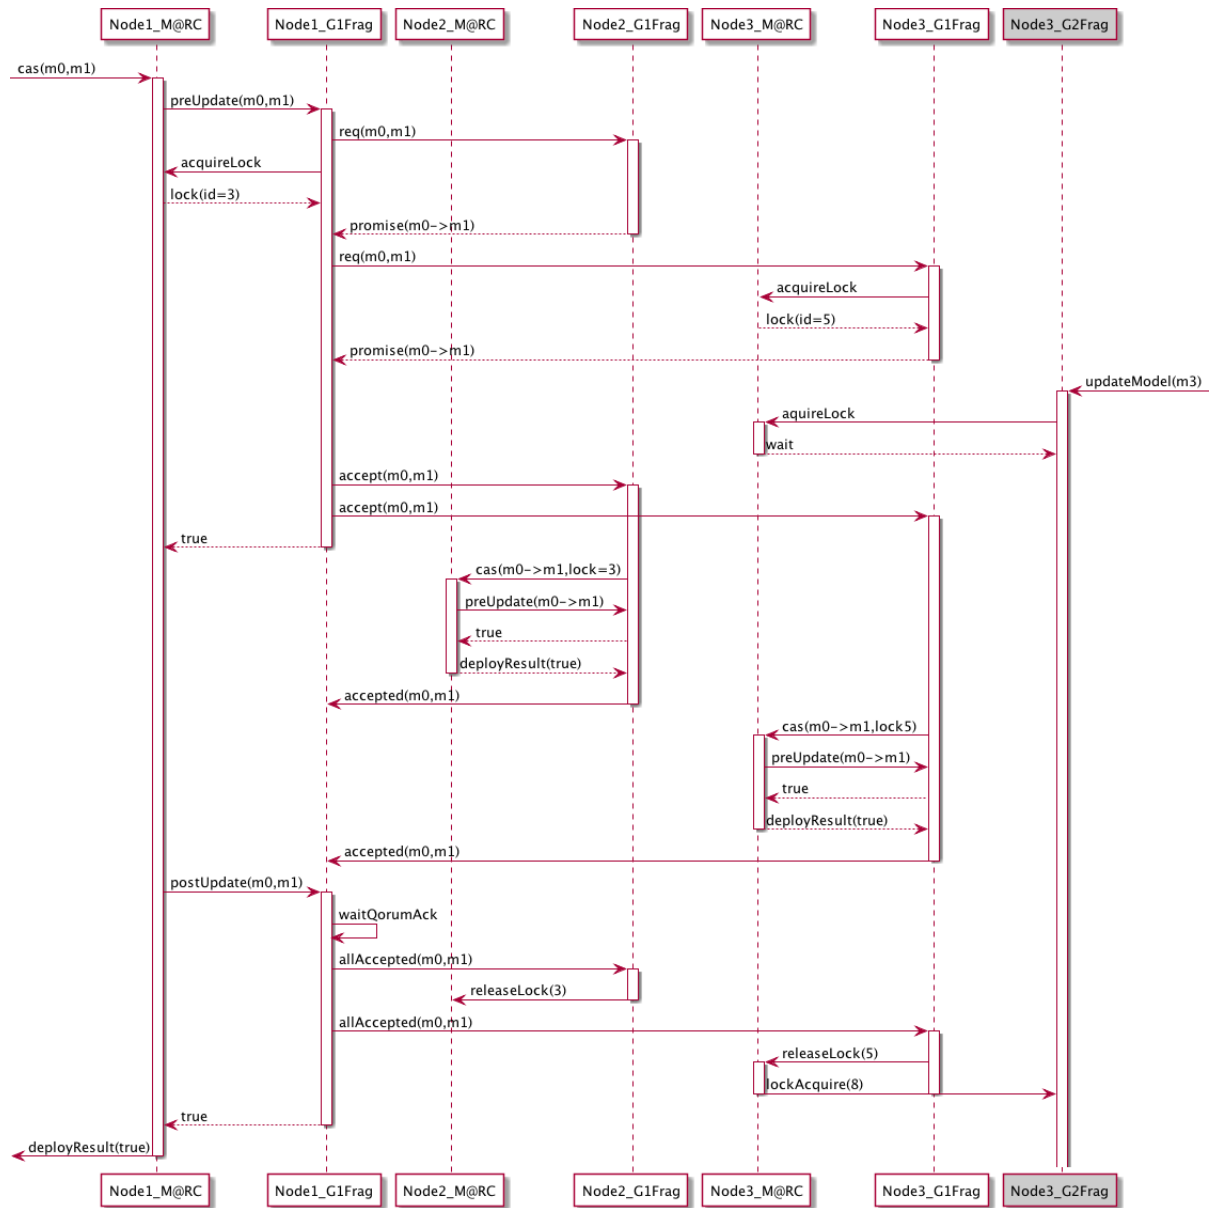 Node1_M@RC
Node1_G1Frag
Node2_M@RC
Node2_G1Frag
Node3_M@RC
Node3_G1Frag
Node3_G2Frag
cas(m0,m1)
preUpdate(m0,m1)
req(m0,m1)
acquireLock
lock(id=3)
promise(m0->m1)
req(m0,m1)
acquireLock
lock(id=5)
promise(m0->m1)
updateModel(m3)
aquireLock
wait
accept(m0,m1)
accept(m0,m1)
true
cas(m0->m1,lock=3)
preUpdate(m0->m1)
true
deployResult(true)
accepted(m0,m1)
cas(m0->m1,lock5)
preUpdate(m0->m1)
true
deployResult(true)
accepted(m0,m1)
postUpdate(m0,m1)
waitQorumAck
allAccepted(m0,m1)
releaseLock(3)
allAccepted(m0,m1)
releaseLock(5)
lockAcquire(8)
true
deployResult(true)
Node1_M@RC
Node1_G1Frag
Node2_M@RC
Node2_G1Frag
Node3_M@RC
Node3_G1Frag
Node3_G2Frag